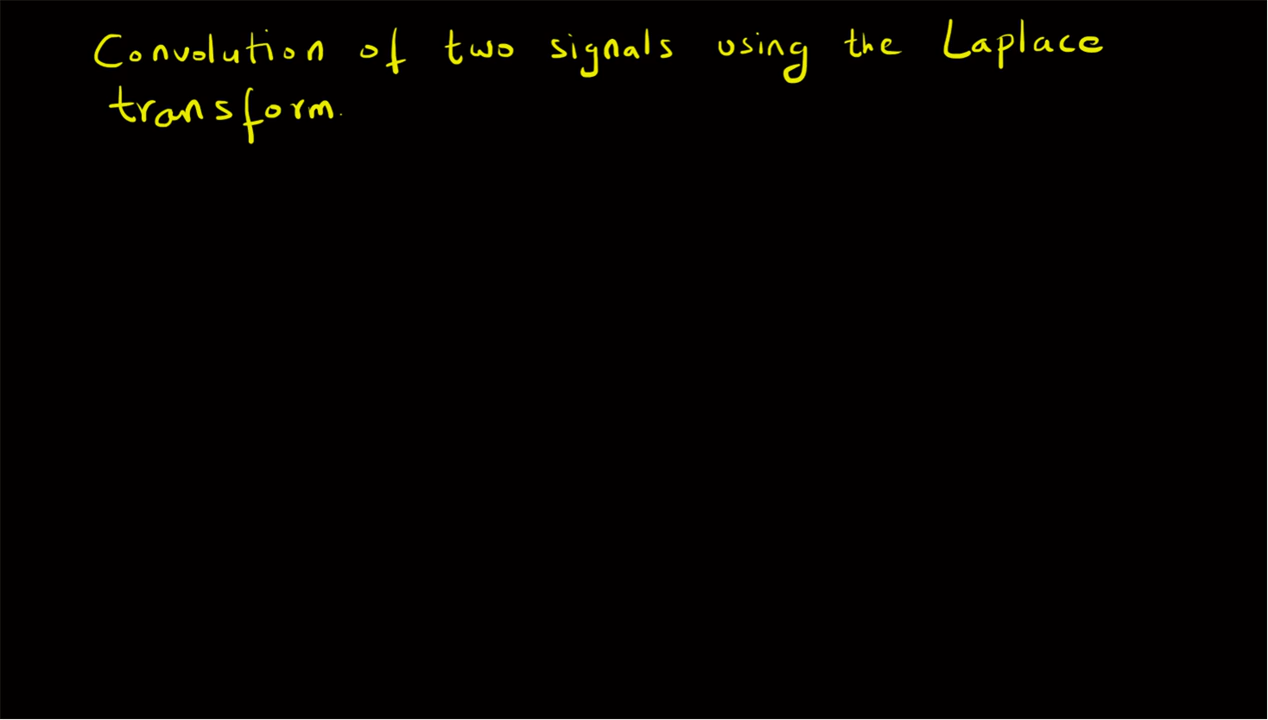 Convolution of two signals using the Laplace
transform.